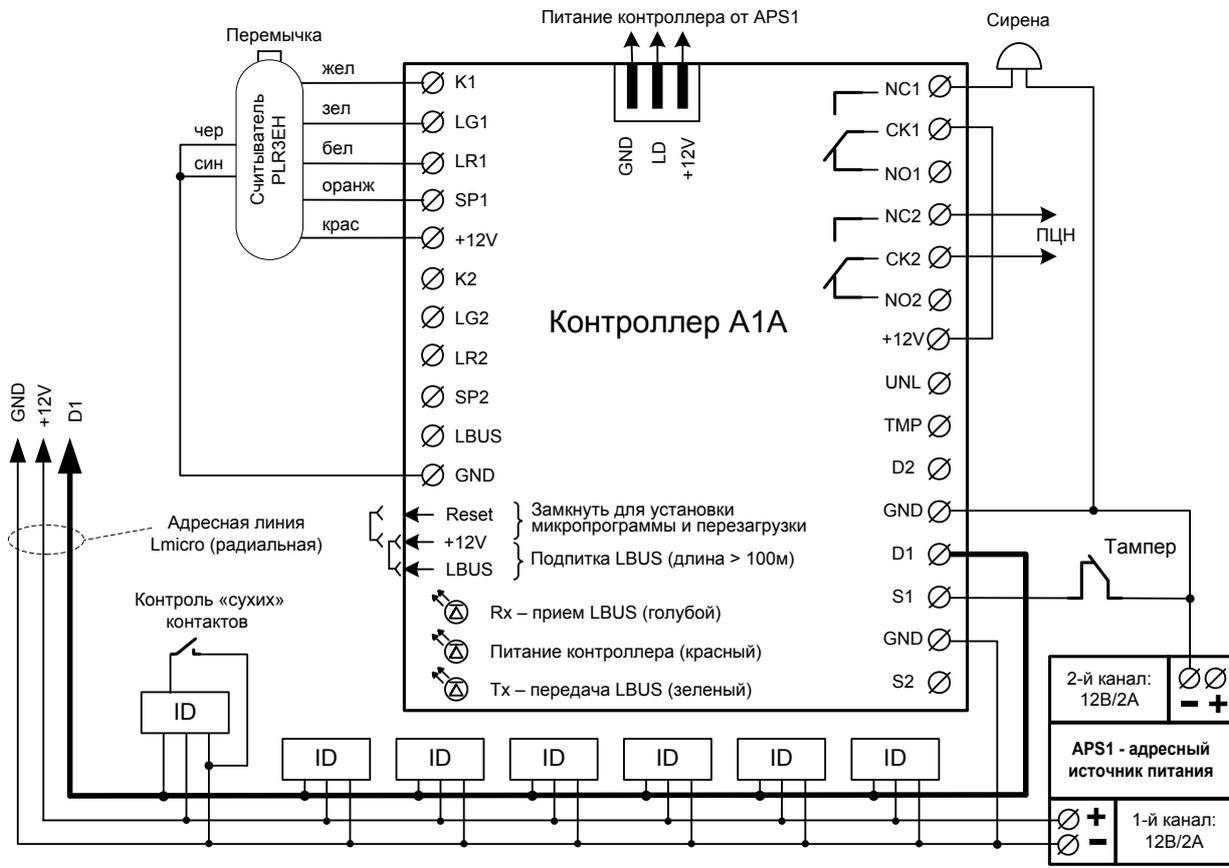 Питание контроллера от APS1
Сирена
Перемычка
Считыватель
PLR3EH
чер
син
жел
зел
бел
оранж
крас
K1
LG1
LR1
SP1
+12V
K2
LG2
LR2
SP2
LBUS
GND
GND
LD
+12V
Контроллер A1A
NC1
CK1
NO1
NC2
CK2
NO2
+12V
UNL
TMP
D2
GND
D1
S1
GND
S2
ПЦН
Тампер
GND
+12V
D1
Адресная линия
Lmicro (радиальная)
Reset
+12V
LBUS
Замкнуть для установки
микропрограммы и перезагрузки
Подпитка LBUS (длина > 100м)
Rx – прием LBUS (голубой)
Питание контроллера (красный)
Tx – передача LBUS (зеленый)
Контроль «сухих»
контактов
ID
ID
ID
ID
ID
ID
ID
2-й канал:
12В/2А
– +
APS1 - адресный
источник питания
+
–
1-й канал:
12В/2А